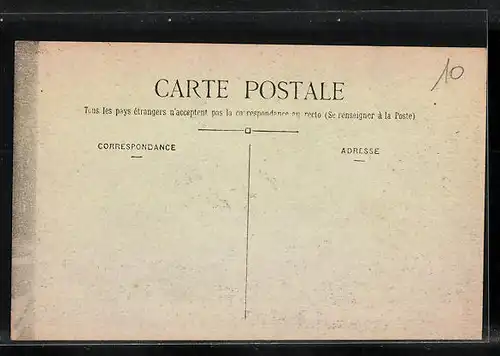 10
CARTE POSTALE
Tous les pays étrangers n'acceptent pas la correspondance au recto (Se renseigner à la Poste)
CORRESPONDANCE
ADRESSE